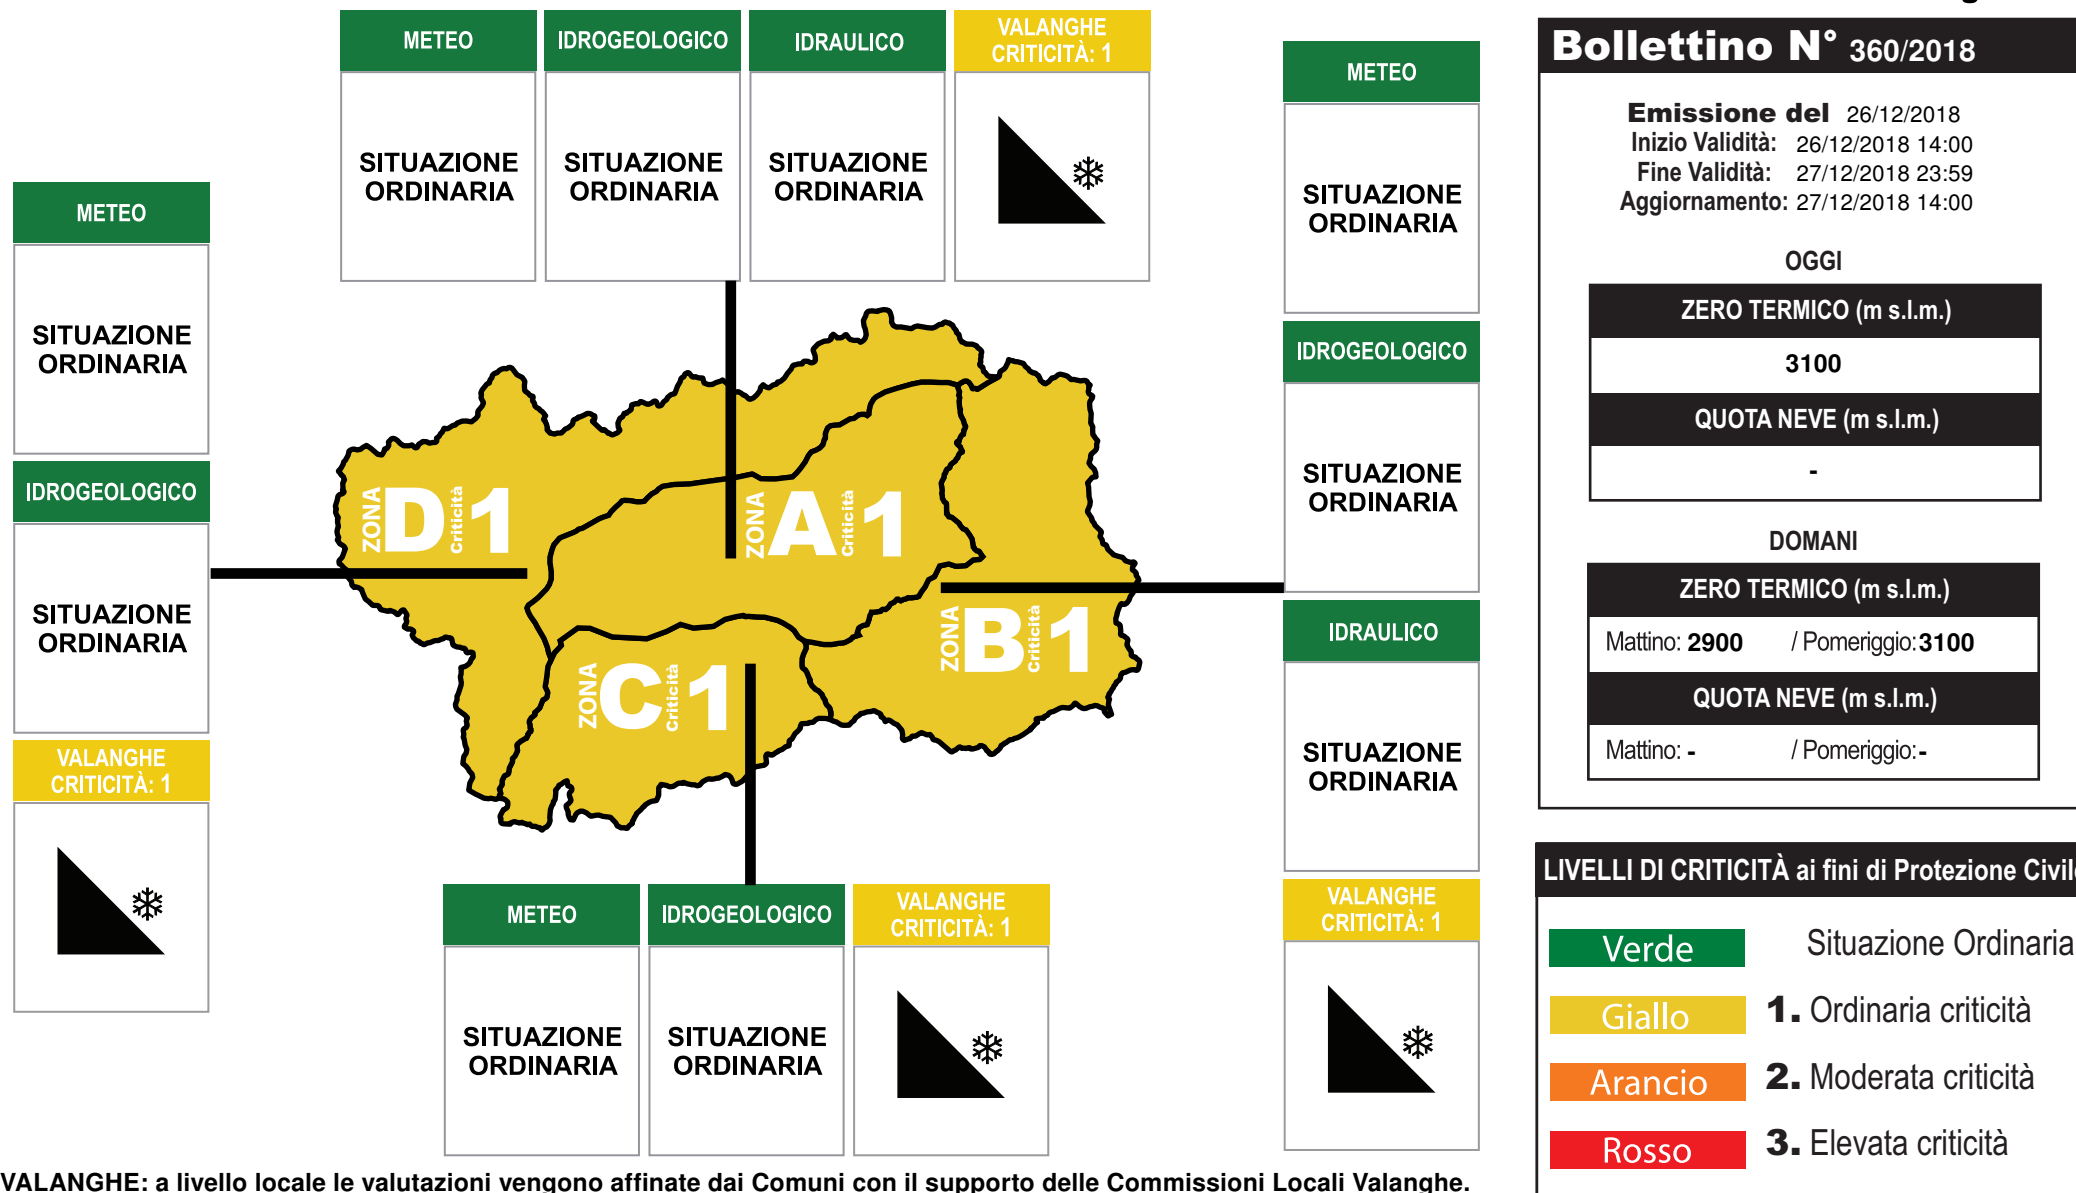 METEO
IDROGEOLOGICO
IDRAULICO
VALANGHE
CRITICITÀ: 1
SITUAZIONE
ORDINARIA
SITUAZIONE
ORDINARIA
SITUAZIONE
ORDINARIA
METEO
SITUAZIONE
ORDINARIA
IDROGEOLOGICO
SITUAZIONE
ORDINARIA
VALANGHE
CRITICITÀ: 1
ZONA
D
Criticità
1
ZONA
A
Criticità
1
ZONA
B
Criticità
1
ZONA
C
Criticità
1
METEO
IDROGEOLOGICO
VALANGHE
CRITICITÀ: 1
SITUAZIONE
ORDINARIA
SITUAZIONE
ORDINARIA
METEO
SITUAZIONE
ORDINARIA
IDROGEOLOGICO
SITUAZIONE
ORDINARIA
IDRAULICO
SITUAZIONE
ORDINARIA
VALANGHE
CRITICITÀ: 1
Bollettino N° 360/2018
Emissione del 26/12/2018
Inizio Validità: 26/12/2018 14:00
Fine Validità: 27/12/2018 23:59
Aggiornamento: 27/12/2018 14:00
OGGI
ZERO TERMICO (m s.l.m.)
3100
QUOTA NEVE (m s.l.m.)
-
DOMANI
ZERO TERMICO (m s.l.m.)
Mattino: 2900 / Pomeriggio: 3100
QUOTA NEVE (m s.l.m.)
Mattino: - / Pomeriggio: -
LIVELLI DI CRITICITÀ ai fini di Protezione Civile
Verde Situazione Ordinaria
Giallo 1. Ordinaria criticità
Arancio 2. Moderata criticità
Rosso 3. Elevata criticità
VALANGHE: a livello locale le valutazioni vengono affinate dai Comuni con il supporto delle Commissioni Locali Valanghe.